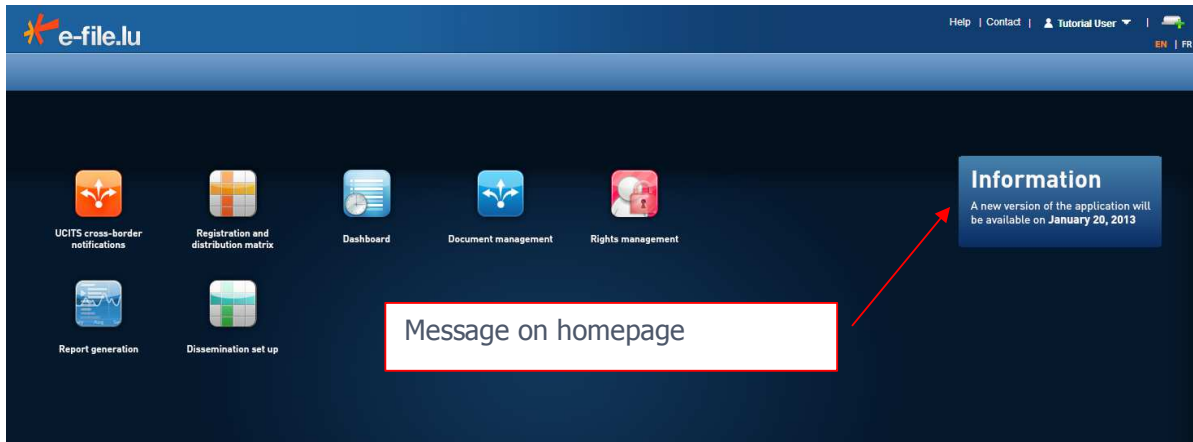 e-file.lu
Help | Contact | Tutorial User |
EN | FR
Information
A new version of the application will
be available on January 20, 2013
UCITS cross-border
notifications
Registration and
distribution matrix
Dashboard
Document management
Rights management
Report generation
Dissemination set up
Message on homepage